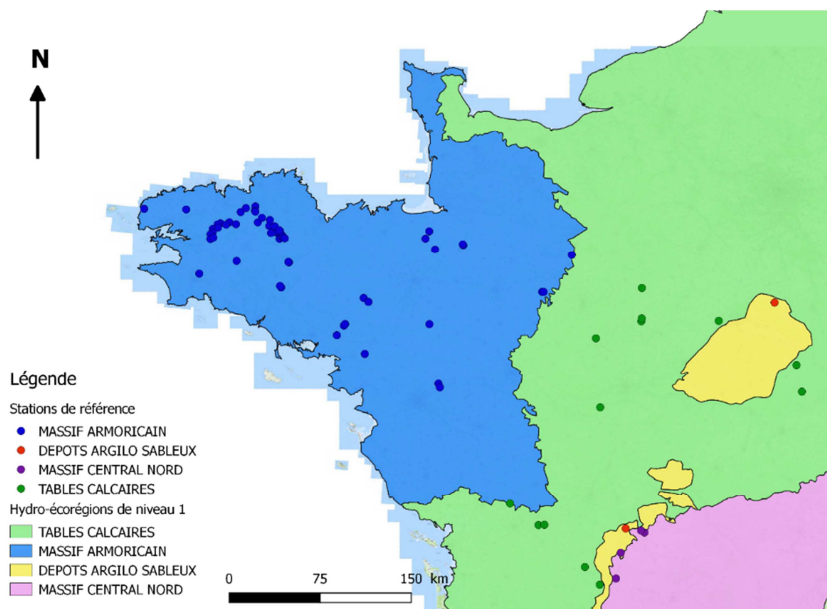 N
Légende
Stations de référence
MASSIF ARMORICAIN
DEPOTS ARGILO SABLEUX
MASSIF CENTRAL NORD
TABLES CALCAIRES
Hydro-écorégions de niveau 1
TABLES CALCAIRES
MASSIF ARMORICAIN
DEPOTS ARGILO SABLEUX
MASSIF CENTRAL NORD
0 75 150 km